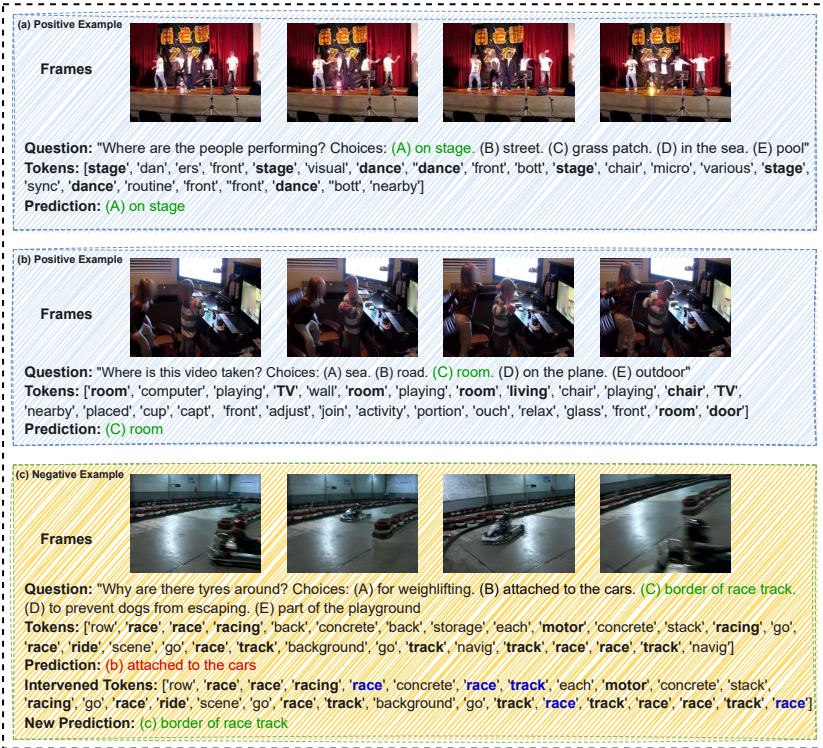 (a) Positive Example
Frames
Question: "Where are the people performing? Choices: (A) on stage. (B) street. (C) grass patch. (D) in the sea. (E) pool"
Tokens: [stage', 'dan', 'ers', 'front', 'stage', 'visual', 'dance', "dance', front', 'bott', 'stage', 'chair', 'micro', 'various', 'stage',
'sync', 'dance', 'routine', 'front', "front', 'dance', "bott', 'nearby']
Prediction: (A) on stage
(b) Positive Example
Frames
Question: "Where is this video taken? Choices: (A) sea. (B) road. (C) room. (D) on the plane. (E) outdoor"
Tokens: ['room', 'computer', 'playing', 'TV', 'wall', 'room', 'playing', 'room', 'living', 'chair', 'playing', 'chair', 'TV',
'nearby', 'placed', 'cup', 'capt', 'front', 'adjust', 'join', 'activity', 'portion', 'ouch', 'relax', 'glass', 'front', 'room', 'door']
Prediction: (C) room
(c) Negative Example
Frames
Question: "Why are there tyres around? Choices: (A) for weighlifting. (B) attached to the cars. (C) border of race track.
(D) to prevent dogs from escaping. (E) part of the playground
Tokens: ['row', 'race', 'race', 'racing', 'back', 'concrete', 'back', 'storage', 'each', 'motor', 'concrete', 'stack', 'racing', 'go',
'race', 'ride', 'scene', 'go', 'race', 'track', 'background', 'go', 'track', 'navig', 'track', 'race', 'race', 'track', 'navig']
Prediction: (b) attached to the cars
Intervened Tokens: ['row', 'race', 'race', 'racing', 'race', 'concrete', 'race', 'track', 'each', 'motor', 'concrete', 'stack',
'racing', 'go', 'race', 'ride', 'scene', 'go', 'race', 'track', 'background', 'go', 'track', 'race', 'track', 'race', 'race', 'track', 'race']
New Prediction: (c) border of race track